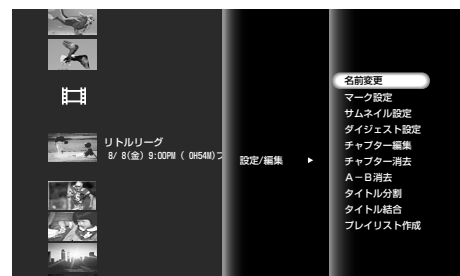 リトルリーグ
8/ 8(金) 9:00PM ( 0H54M)プ
設定/編集
名前変更
マーク設定
サムネイル設定
ダイジェスト設定
チャプター編集
チャプター消去
A－B消去
タイトル分割
タイトル結合
プレイリスト作成